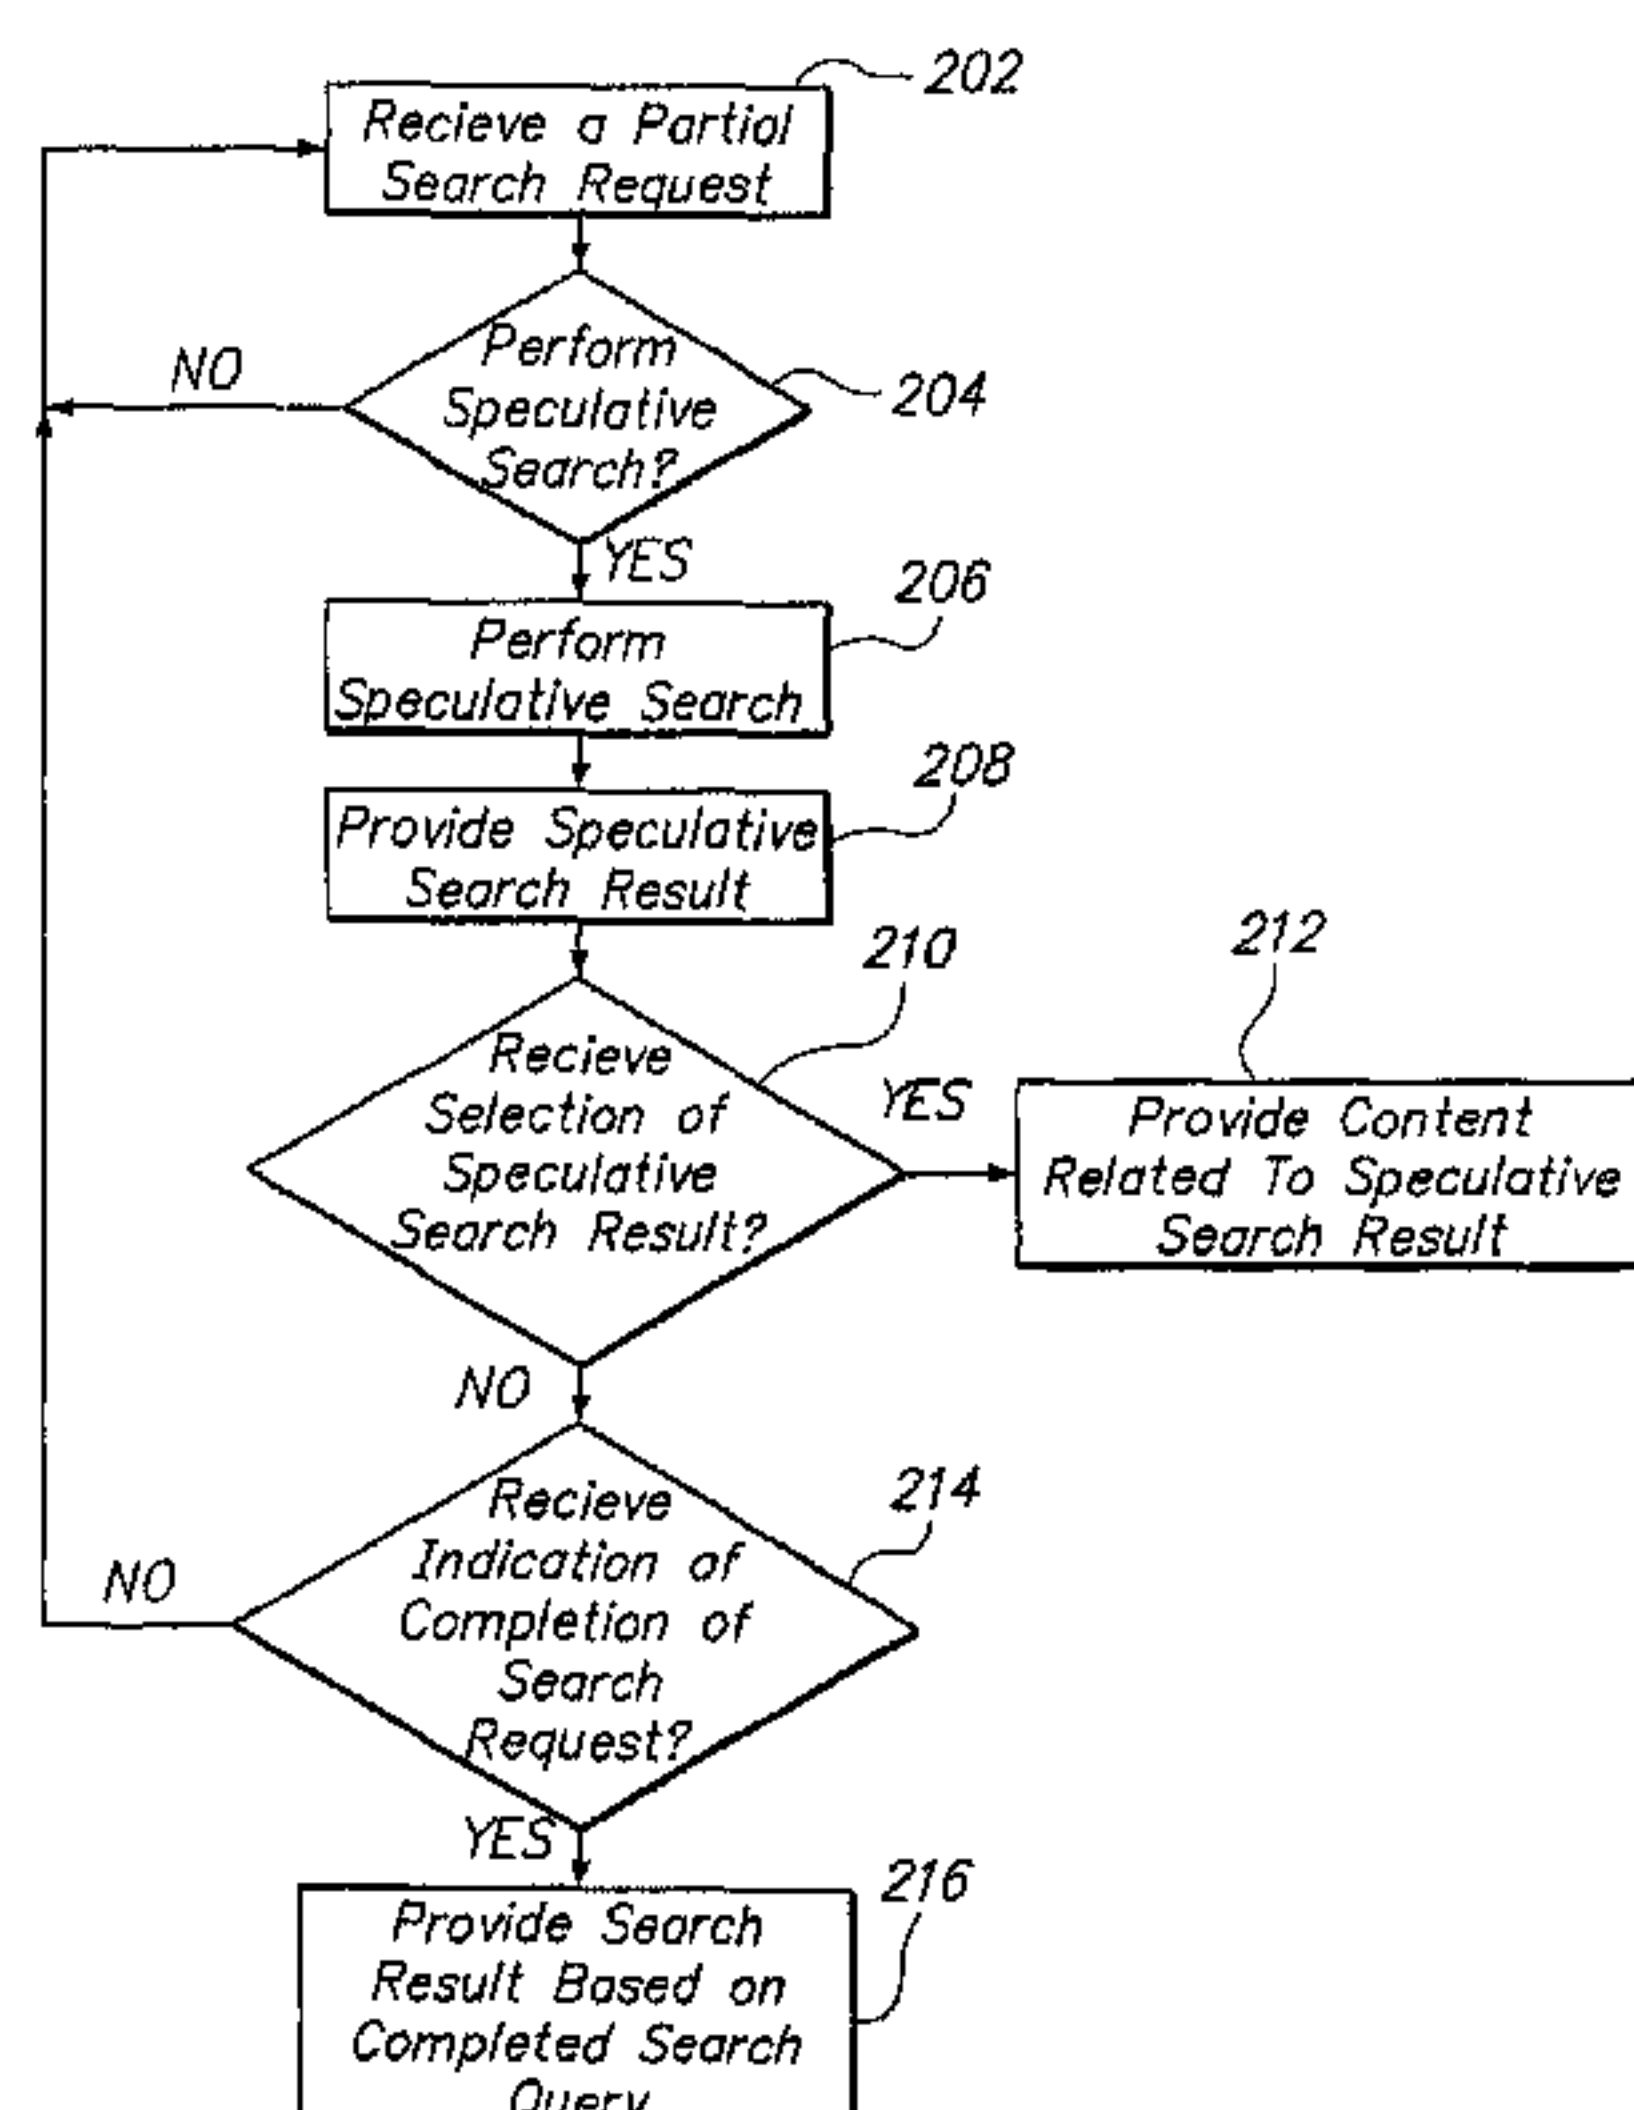 202
Recieve a Partial
Search Request
Perform
Speculative
Search?
204
NO
YES
206
Perform
Speculative Search
208
Provide Speculative
Search Result
210
212
Recieve
Selection of
Speculative
Search Result?
YES
Provide Content
Related To Speculative
Search Result
NO
214
Recieve
Indication of
Completion of
Search
Request?
NO
YES
216
Provide Search
Result Based on
Completed Search
Query